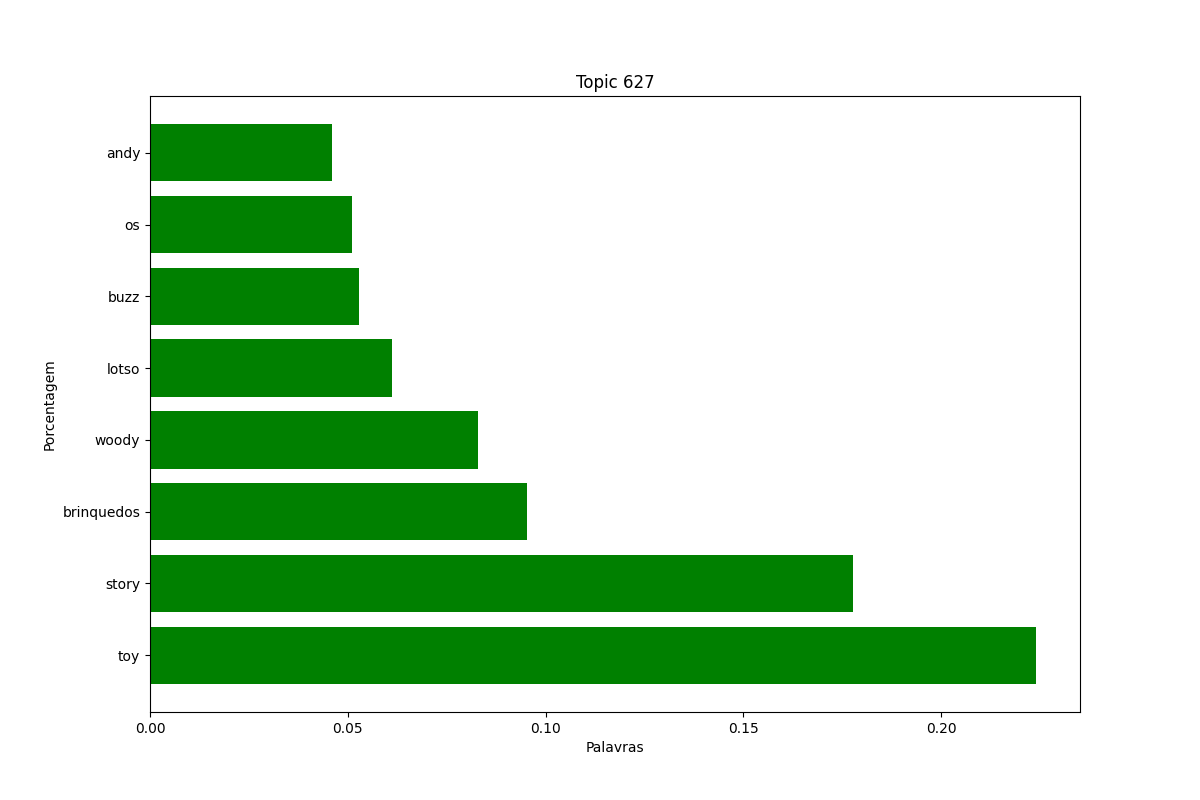 Topic 627
andy
os
buzz
lotso
woody
brinquedos
story
toy
Porcentagem
0.00 0.05 0.10 0.15 0.20
Palavras